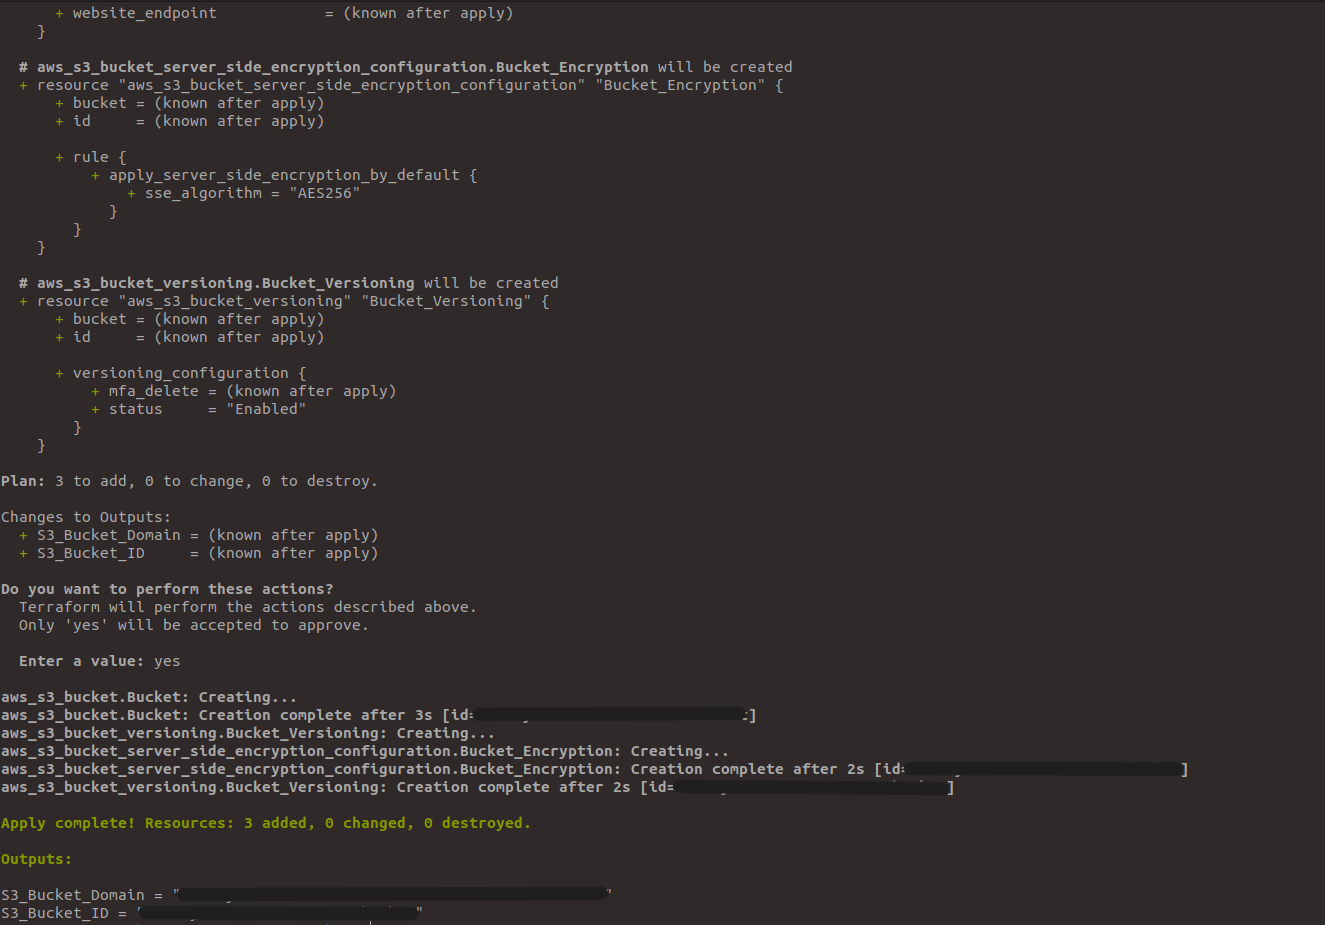 + website_endpoint            = (known after apply)
}
# aws_s3_bucket_server_side_encryption_configuration.Bucket_Encryption will be created
+ resource "aws_s3_bucket_server_side_encryption_configuration" "Bucket_Encryption" {
+ bucket = (known after apply)
+ id     = (known after apply)
+ rule {
+ apply_server_side_encryption_by_default {
+ sse_algorithm = "AES256"
}
}
}
# aws_s3_bucket_versioning.Bucket_Versioning will be created
+ resource "aws_s3_bucket_versioning" "Bucket_Versioning" {
+ bucket = (known after apply)
+ id     = (known after apply)
+ versioning_configuration {
+ mfa_delete = (known after apply)
+ status     = "Enabled"
}
}
Plan: 3 to add, 0 to change, 0 to destroy.
Changes to Outputs:
+ S3_Bucket_Domain = (known after apply)
+ S3_Bucket_ID     = (known after apply)
Do you want to perform these actions?
Terraform will perform the actions described above.
Only 'yes' will be accepted to approve.
Enter a value: yes
aws_s3_bucket.Bucket: Creating...
aws_s3_bucket.Bucket: Creation complete after 3s [id= ]
aws_s3_bucket_versioning.Bucket_Versioning: Creating...
aws_s3_bucket_server_side_encryption_configuration.Bucket_Encryption: Creating...
aws_s3_bucket_server_side_encryption_configuration.Bucket_Encryption: Creation complete after 2s [id= ]
aws_s3_bucket_versioning.Bucket_Versioning: Creation complete after 2s [id= ]
Apply complete! Resources: 3 added, 0 changed, 0 destroyed.
Outputs:
S3_Bucket_Domain = " "
S3_Bucket_ID = " "